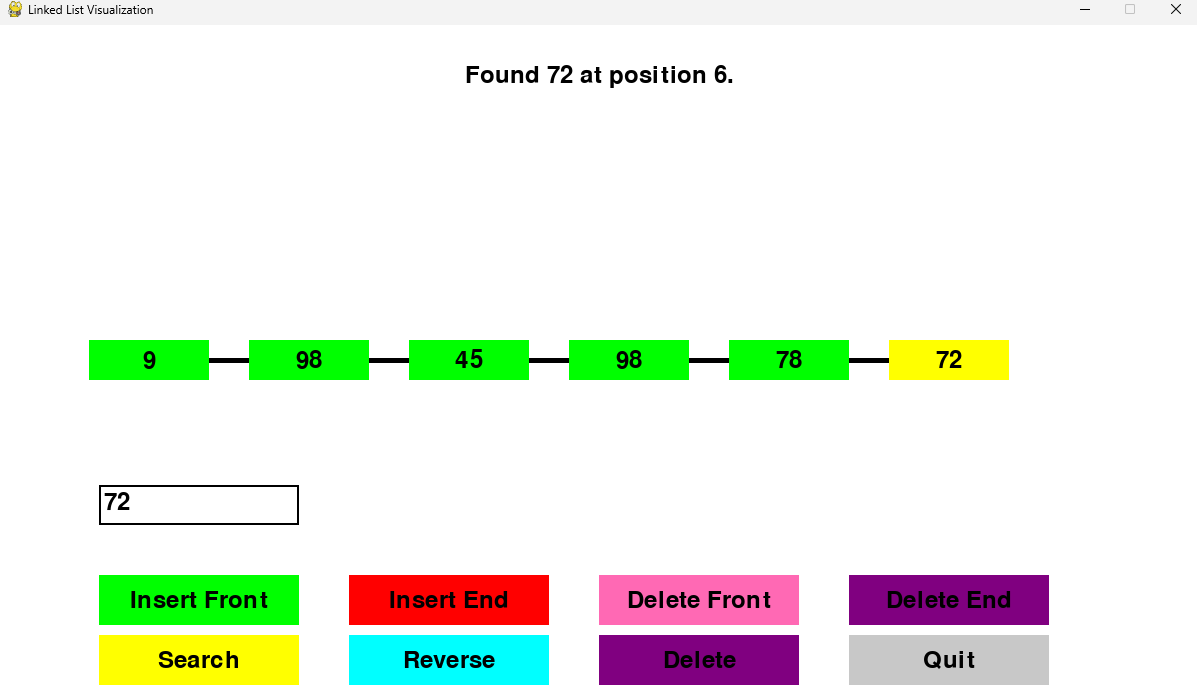 Linked List Visualization
Found 72 at position 6.
9 98 45 98 78 72
72
Insert Front Insert End Delete Front Delete End
Search Reverse Delete Quit